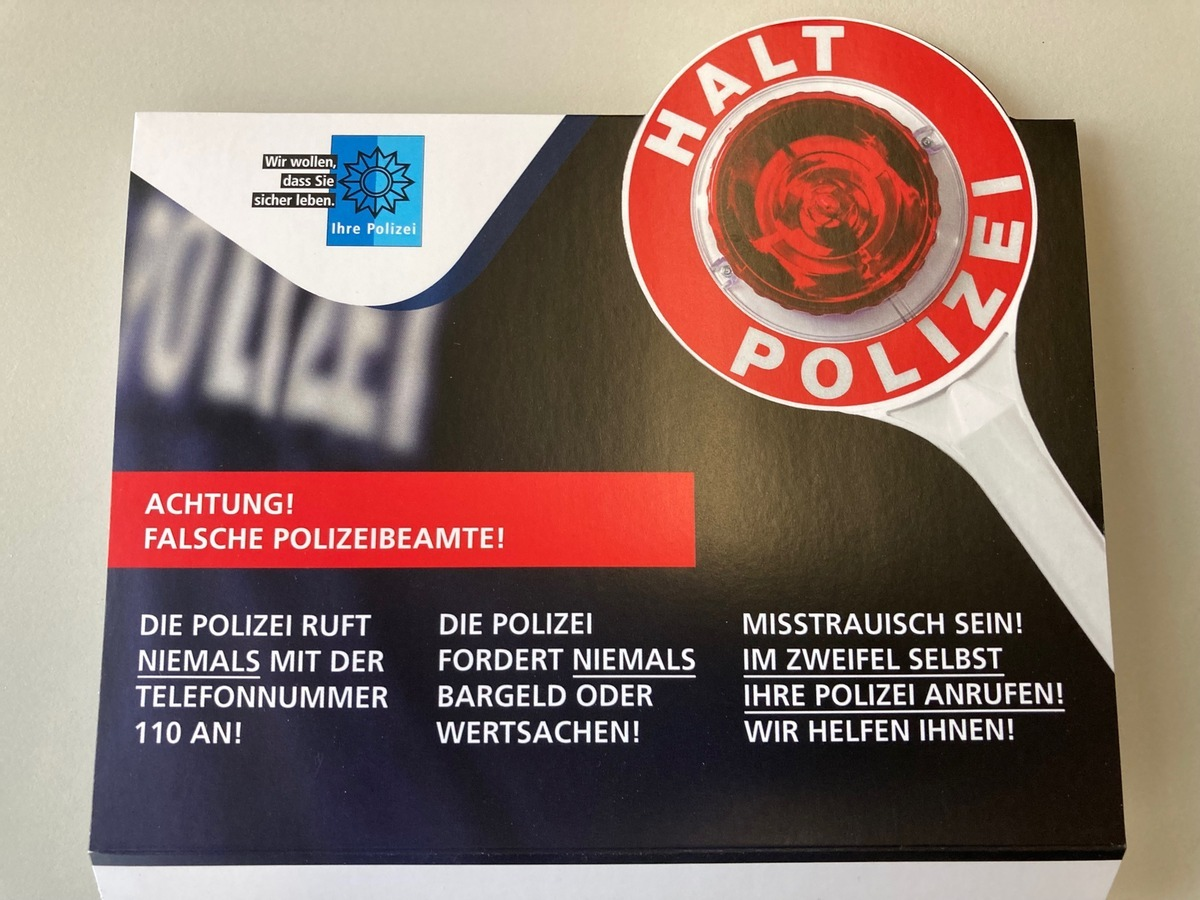 HALT
POLIZEI
Wir wollen,
dass Sie
sicher leben.
Ihre Polizei
POLIZEI
ACHTUNG!
FALSCHE POLIZEIBEAMTE!
DIE POLIZEI RUFT
NIEMALS MIT DER
TELEFONNUMMER
110 AN!
DIE POLIZEI
FORDERT NIEMALS
BARGELD ODER
WERTSACHEN!
MISSTRAUISCH SEIN!
IM ZWEIFEL SELBST
IHRE POLIZEI ANRUFEN!
WIR HELFEN IHNEN!